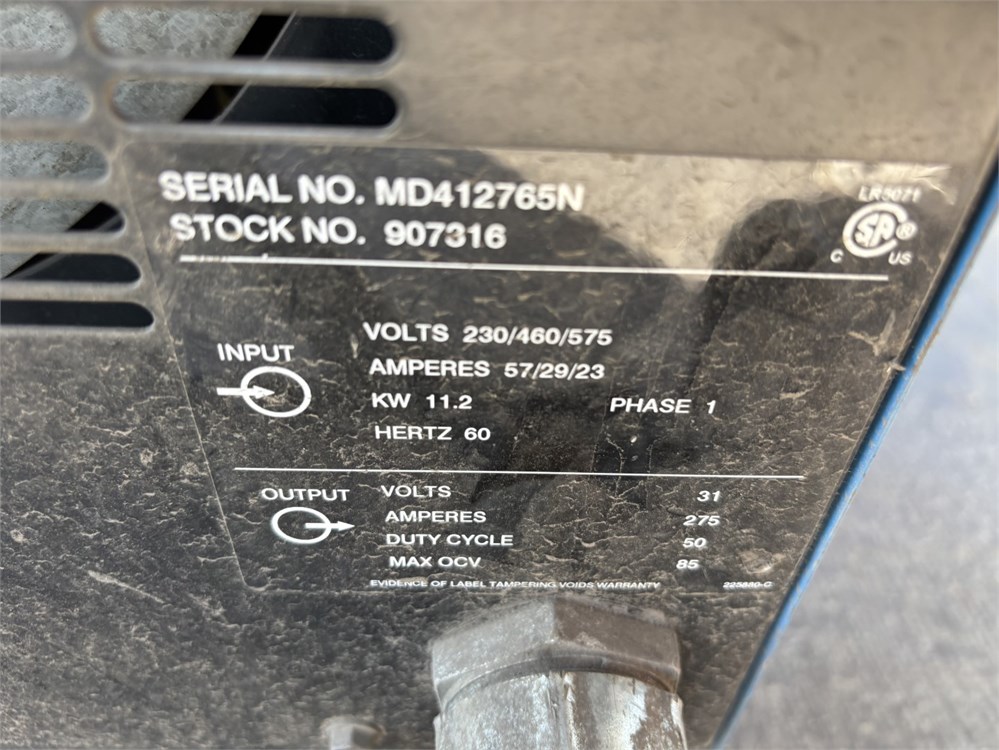 SERIAL NO. MD412765N
STOCK NO. 907316
LR5071
SA®
C US
INPUT
VOLTS 230/460/575
AMPERES 57/29/23
KW 11.2 PHASE 1
HERTZ 60
OUTPUT
VOLTS 31
AMPERES 275
DUTY CYCLE 50
MAX OCV 85
EVIDENCE OF LABEL TAMPERING VOIDS WARRANTY